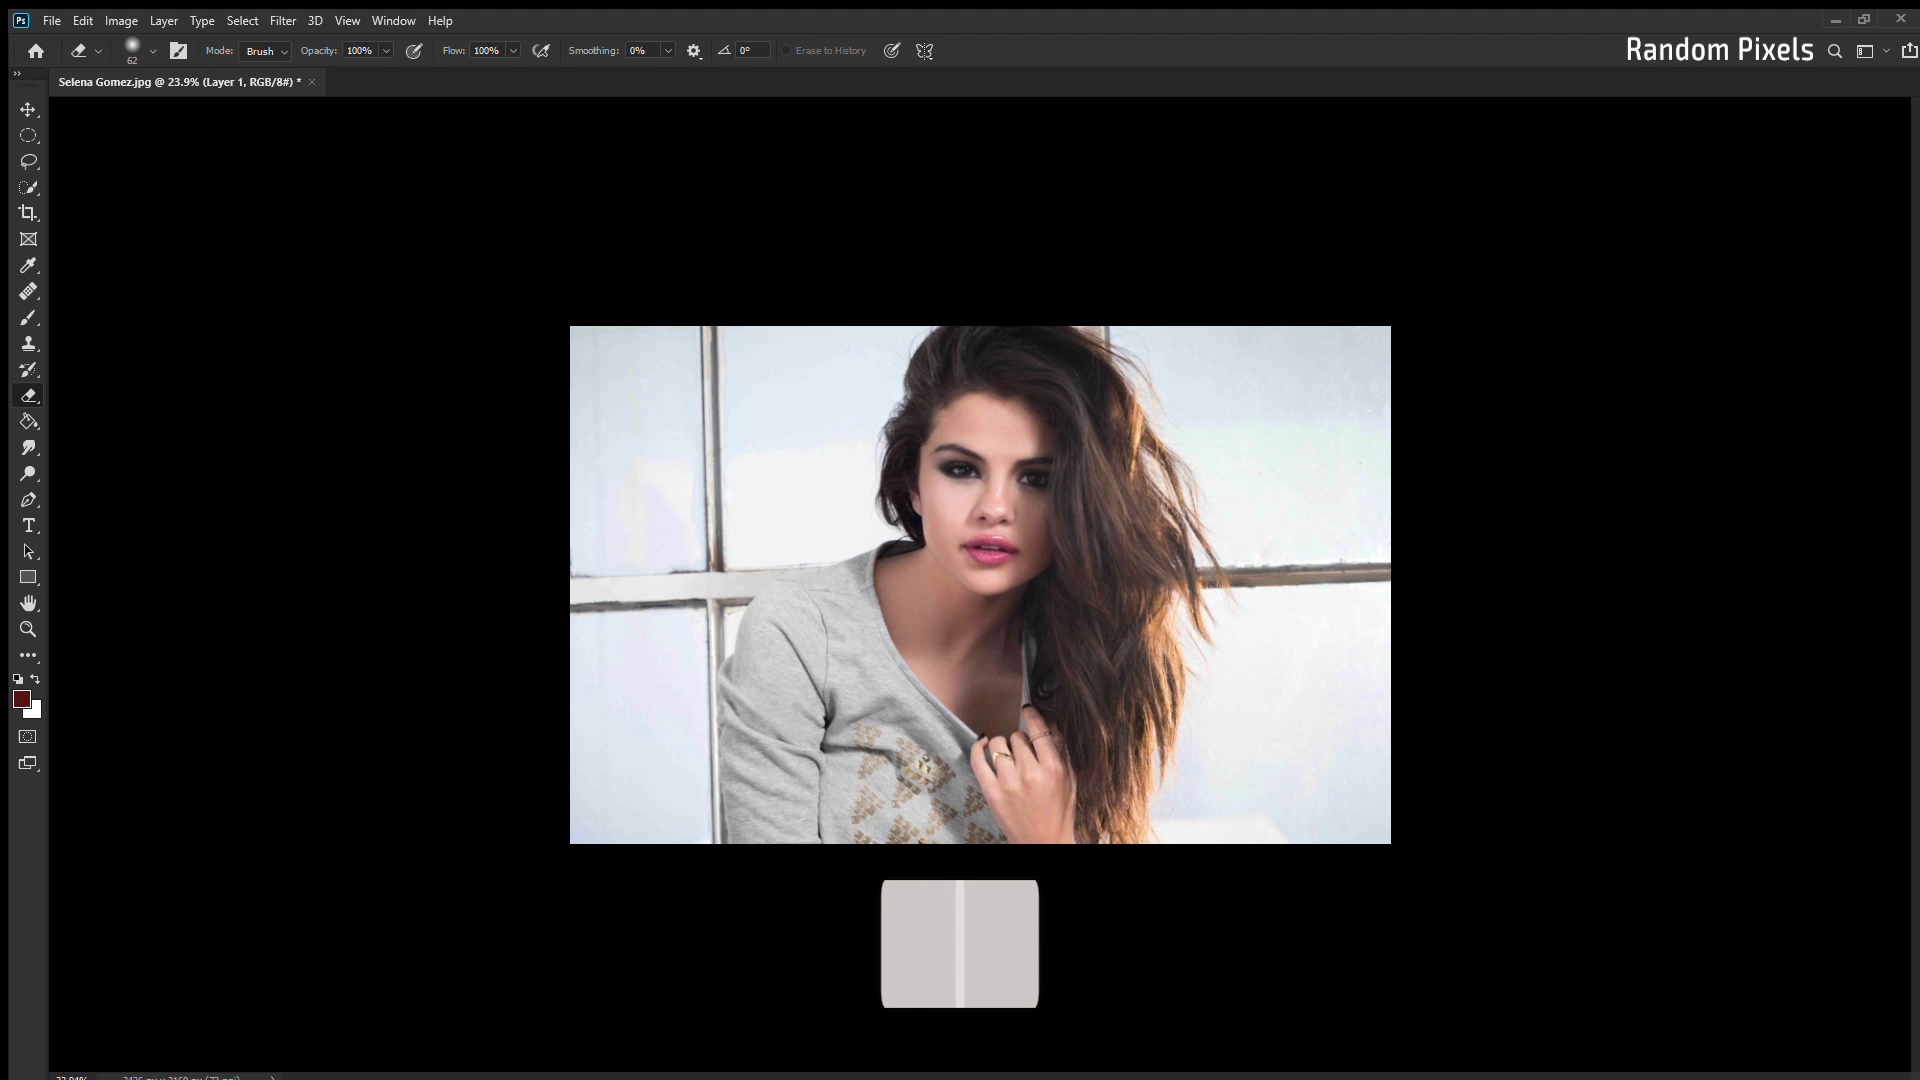 Ps File Edit Image Layer Type Select Filter 3D View Window Help
62 Mode: Brush Opacity: 100% Flow: 100% Smoothing: 0% 0° Erase to History Random Pixels
Selena Gomez.jpg @ 23.9% (Layer 1, RGB/8#) * ×